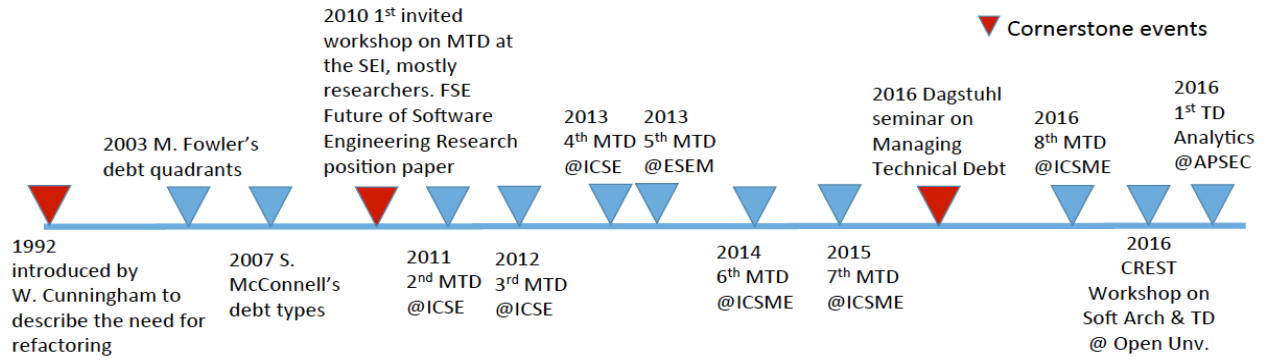 2010 1st invited
workshop on MTD at
the SEI, mostly
researchers. FSE
Future of Software
Engineering Research
position paper
Cornerstone events
2003 M. Fowler’s
debt quadrants
2013
4th MTD
@ICSE
2013
5th MTD
@ESEM
2016 Dagstuhl
seminar on
Managing
Technical Debt
2016
8th MTD
@ICSME
2016
1st TD
Analytics
@APSEC
1992
introduced by
W. Cunningham to
describe the need for
refactoring
2007 S.
McConnell’s
debt types
2011
2nd MTD
@ICSE
2012
3rd MTD
@ICSE
2014
6th MTD
@ICSME
2015
7th MTD
@ICSME
2016
CREST
Workshop on
Soft Arch & TD
@ Open Unv.